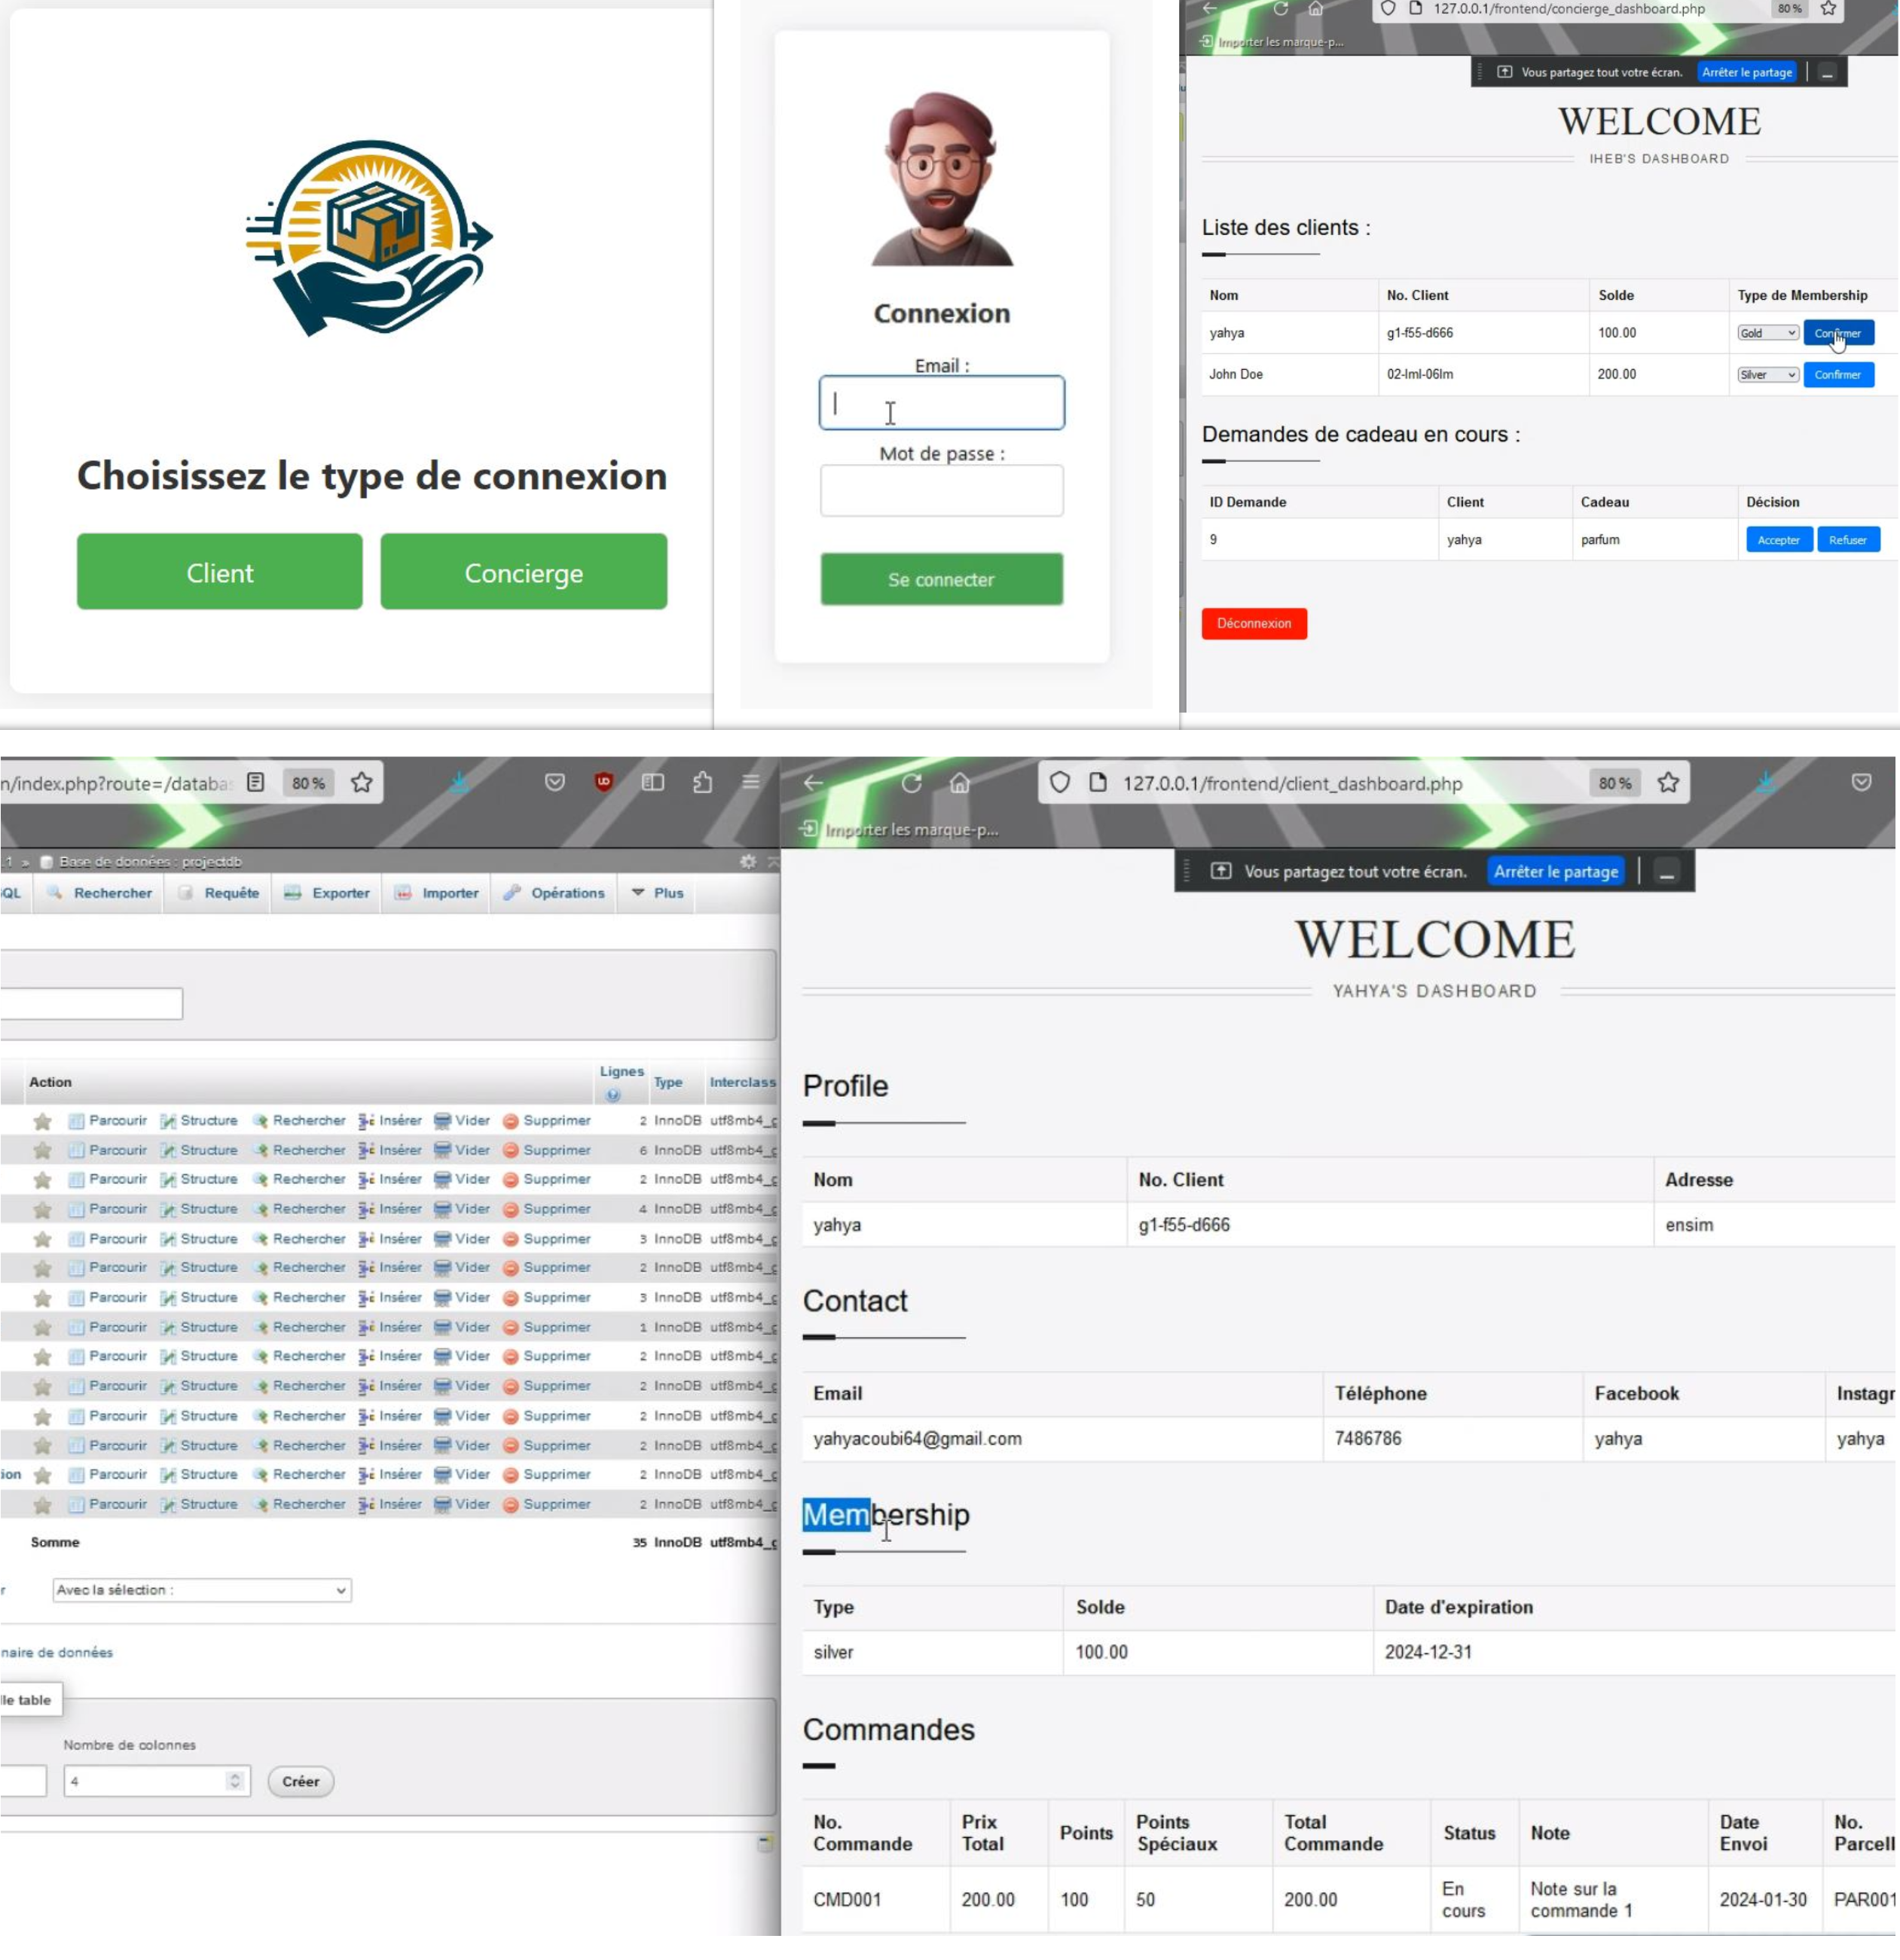 Choisissez le type de connexion
Client
Concierge
Connexion
Email :
Mot de passe :
Se connecter
127.0.0.1/frontend/concierge_dashboard.php
80 %
Importer les marque-p...
Vous partagez tout votre écran. Arrêter le partage
WELCOME
IHEB'S DASHBOARD
Liste des clients :
Nom No. Client Solde Type de Membership
yahya g1-f55-d666 100.00 Gold Confirmer
John Doe 02-lml-06lm 200.00 Silver Confirmer
Demandes de cadeau en cours :
ID Demande Client Cadeau Décision
9 yahya parfum Accepter Refuser
Déconnexion
n/index.php?route=/databa
80 %
.1 » Base de données : projectdb
QL Rechercher Requête Exporter Importer Opérations Plus
Action Lignes Type Interclass
Parcourir Structure Rechercher Insérer Vider Supprimer 2 InnoDB utf8mb4_g
Parcourir Structure Rechercher Insérer Vider Supprimer 6 InnoDB utf8mb4_g
Parcourir Structure Rechercher Insérer Vider Supprimer 2 InnoDB utf8mb4_g
Parcourir Structure Rechercher Insérer Vider Supprimer 4 InnoDB utf8mb4_g
Parcourir Structure Rechercher Insérer Vider Supprimer 3 InnoDB utf8mb4_g
Parcourir Structure Rechercher Insérer Vider Supprimer 2 InnoDB utf8mb4_g
Parcourir Structure Rechercher Insérer Vider Supprimer 3 InnoDB utf8mb4_g
Parcourir Structure Rechercher Insérer Vider Supprimer 1 InnoDB utf8mb4_g
Parcourir Structure Rechercher Insérer Vider Supprimer 2 InnoDB utf8mb4_g
Parcourir Structure Rechercher Insérer Vider Supprimer 2 InnoDB utf8mb4_g
Parcourir Structure Rechercher Insérer Vider Supprimer 2 InnoDB utf8mb4_g
Parcourir Structure Rechercher Insérer Vider Supprimer 2 InnoDB utf8mb4_g
ion Parcourir Structure Rechercher Insérer Vider Supprimer 2 InnoDB utf8mb4_g
Parcourir Structure Rechercher Insérer Vider Supprimer 2 InnoDB utf8mb4_g
Somme 35 InnoDB utf8mb4_g
r Avec la sélection :
naire de données
lle table
Nombre de colonnes
4 Créer
127.0.0.1/frontend/client_dashboard.php
80 %
Importer les marque-p...
Vous partagez tout votre écran. Arrêter le partage
WELCOME
YAHYA'S DASHBOARD
Profile
Nom No. Client Adresse
yahya g1-f55-d666 ensim
Contact
Email Téléphone Facebook Instagr
yahyacoubi64@gmail.com 7486786 yahya yahya
Membership
Type Solde Date d'expiration
silver 100.00 2024-12-31
Commandes
No. Commande Prix Total Points Points Spéciaux Total Commande Status Note Date Envoi No. Parcell
CMD001 200.00 100 50 200.00 En cours Note sur la commande 1 2024-01-30 PAR001